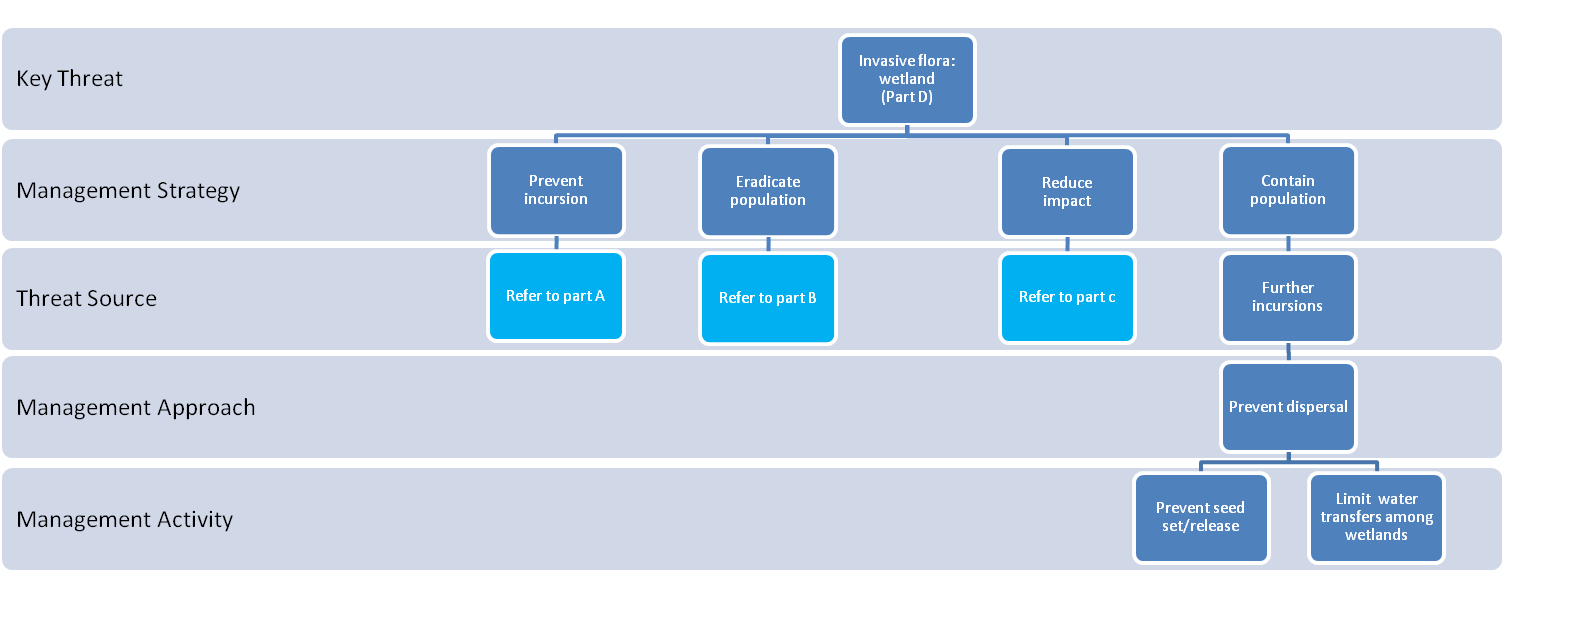 Key Threat
Invasive flora:
wetland
(Part D)
Management Strategy
Prevent
incursion
Eradicate
population
Reduce
impact
Contain
population
Threat Source
Refer to part A
Refer to part B
Refer to part c
Further
incursions
Management Approach
Prevent dispersal
Management Activity
Prevent seed
set/release
Limit  water
transfers among
wetlands